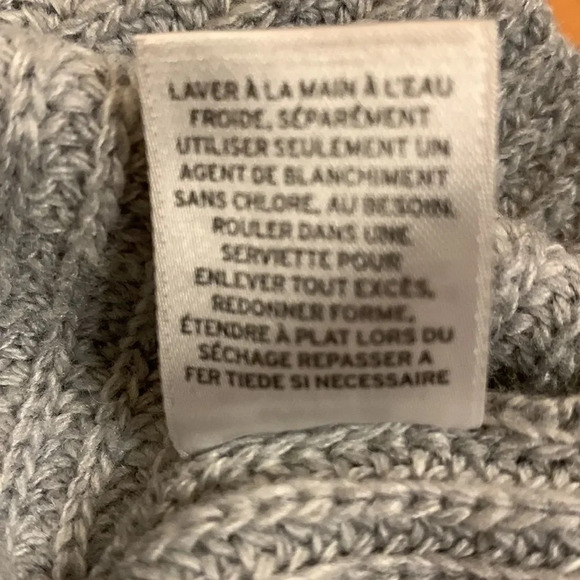 LAVER À LA MAIN À L'EAU
FROIDE, SÉPARÉMENT
UTILISER SEULEMENT UN
AGENT DE BLANCHIMENT
SANS CHLORE, AU BESOIN,
ROULER DANS UNE
SERVIETTE POUR
ENLEVER TOUT EXCÈS,
REDONNER FORME,
ÉTENDRE À PLAT LORS DU
SÉCHAGE REPASSER A
FER TIEDE SI NECESSAIRE